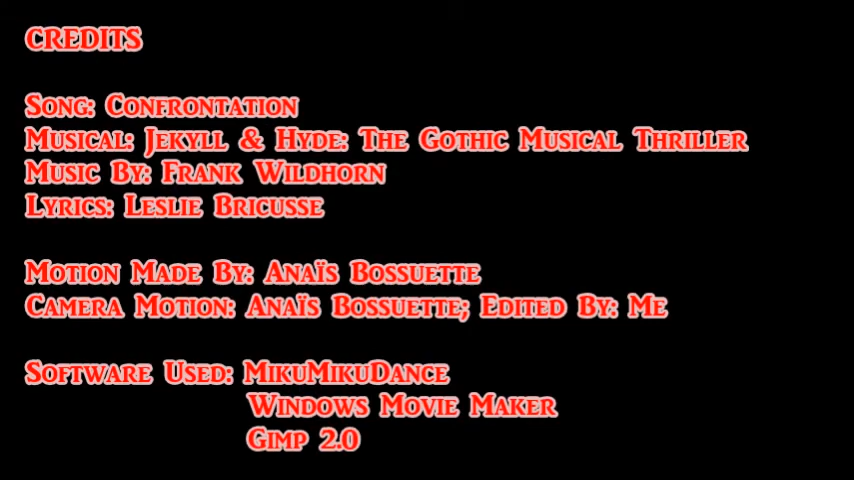 CREDITS
SONG: CONFRONTATION
MUSICAL: JEKYLL & HYDE: THE GOTHIC MUSICAL THRILLER
MUSIC BY: FRANK WILDHORN
LYRICS: LESLIE BRICUSSE
MOTION MADE BY: ANAÏS BOSSUETTE
CAMERA MOTION: ANAÏS BOSSUETTE; EDITED BY: ME
SOFTWARE USED: MIKUMIKUDANCE
WINDOWS MOVIE MAKER
GIMP 2.0